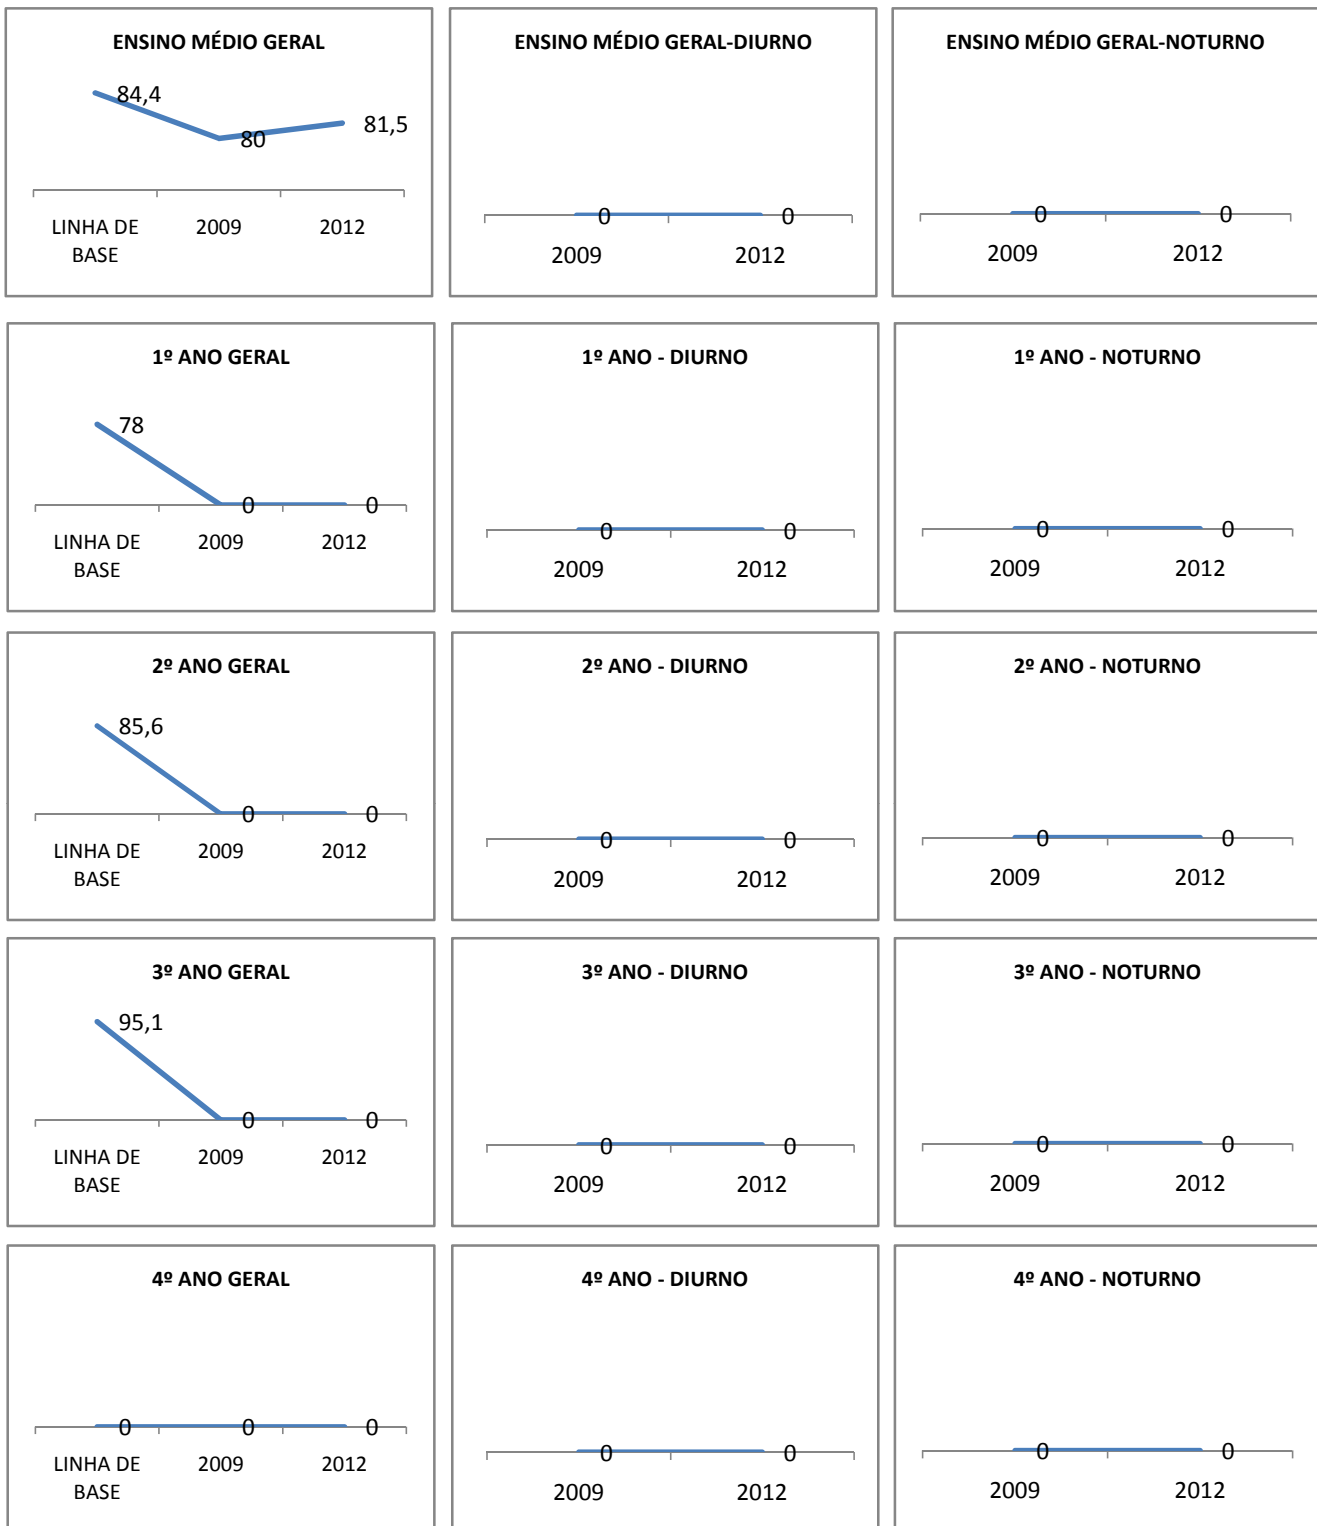 ENSINO MÉDIO GERAL
84,4
80
81,5
LINHA DE
BASE
2009
2012
ENSINO MÉDIO GERAL-DIURNO
0
0
2009
2012
ENSINO MÉDIO GERAL-NOTURNO
0
0
2009
2012
1º ANO GERAL
78
0
0
LINHA DE
BASE
2009
2012
1º ANO - DIURNO
0
0
2009
2012
1º ANO - NOTURNO
0
0
2009
2012
2º ANO GERAL
85,6
0
0
LINHA DE
BASE
2009
2012
2º ANO - DIURNO
0
0
2009
2012
2º ANO - NOTURNO
0
0
2009
2012
3º ANO GERAL
95,1
0
0
LINHA DE
BASE
2009
2012
3º ANO - DIURNO
0
0
2009
2012
3º ANO - NOTURNO
0
0
2009
2012
4º ANO GERAL
0
0
0
LINHA DE
BASE
2009
2012
4º ANO - DIURNO
0
0
2009
2012
4º ANO - NOTURNO
0
0
2009
2012